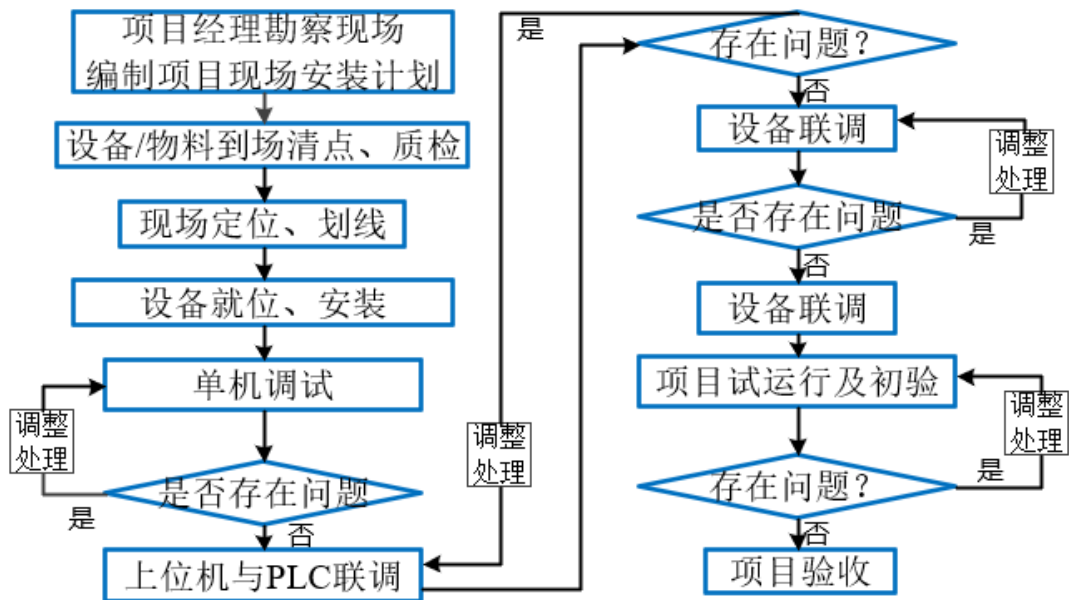 项目经理勘察现场
编制项目现场安装计划
设备/物料到场清点、质检
现场定位、划线
设备就位、安装
单机调试
调整
处理
是否存在问题
是
否
上位机与PLC联调
是
调整
处理
存在问题？
否
设备联调
调整
处理
是否存在问题
是
否
设备联调
项目试运行及初验
调整
处理
存在问题？
是
否
项目验收